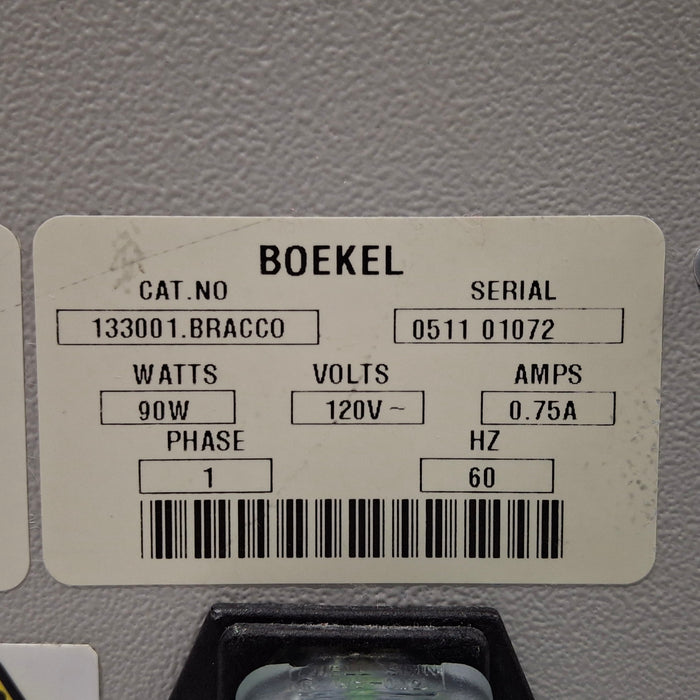 BOEKEL
CAT.NO SERIAL
133001.BRACCO 0511 01072
WATTS VOLTS AMPS
90W 120V ~ 0.75A
PHASE HZ
1 60